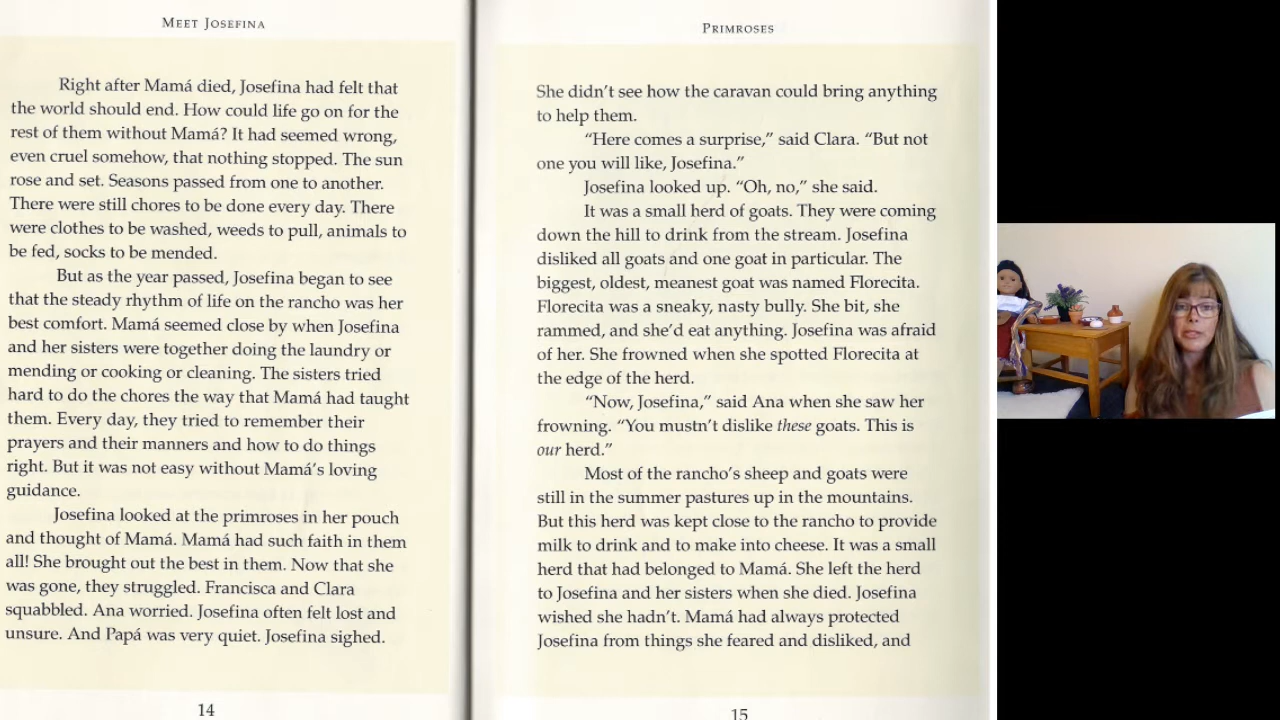 MEET JOSEFINA
Right after Mamá died, Josefina had felt that
the world should end. How could life go on for the
rest of them without Mamá? It had seemed wrong,
even cruel somehow, that nothing stopped. The sun
rose and set. Seasons passed from one to another.
There were still chores to be done every day. There
were clothes to be washed, weeds to pull, animals to
be fed, socks to be mended.
But as the year passed, Josefina began to see
that the steady rhythm of life on the rancho was her
best comfort. Mamá seemed close by when Josefina
and her sisters were together doing the laundry or
mending or cooking or cleaning. The sisters tried
hard to do the chores the way that Mamá had taught
them. Every day, they tried to remember their
prayers and their manners and how to do things
right. But it was not easy without Mamá's loving
guidance.
Josefina looked at the primroses in her pouch
and thought of Mamá. Mamá had such faith in them
all! She brought out the best in them. Now that she
was gone, they struggled. Francisca and Clara
squabbled. Ana worried. Josefina often felt lost and
unsure. And Papá was very quiet. Josefina sighed.
14
PRIMROSES
She didn't see how the caravan could bring anything
to help them.
"Here comes a surprise," said Clara. "But not
one you will like, Josefina."
Josefina looked up. "Oh, no," she said.
It was a small herd of goats. They were coming
down the hill to drink from the stream. Josefina
disliked all goats and one goat in particular. The
biggest, oldest, meanest goat was named Florecita.
Florecita was a sneaky, nasty bully. She bit, she
rammed, and she'd eat anything. Josefina was afraid
of her. She frowned when she spotted Florecita at
the edge of the herd.
"Now, Josefina," said Ana when she saw her
frowning. "You mustn't dislike these goats. This is
our herd."
Most of the rancho's sheep and goats were
still in the summer pastures up in the mountains.
But this herd was kept close to the rancho to provide
milk to drink and to make into cheese. It was a small
herd that had belonged to Mamá. She left the herd
to Josefina and her sisters when she died. Josefina
wished she hadn't. Mamá had always protected
Josefina from things she feared and disliked, and
15